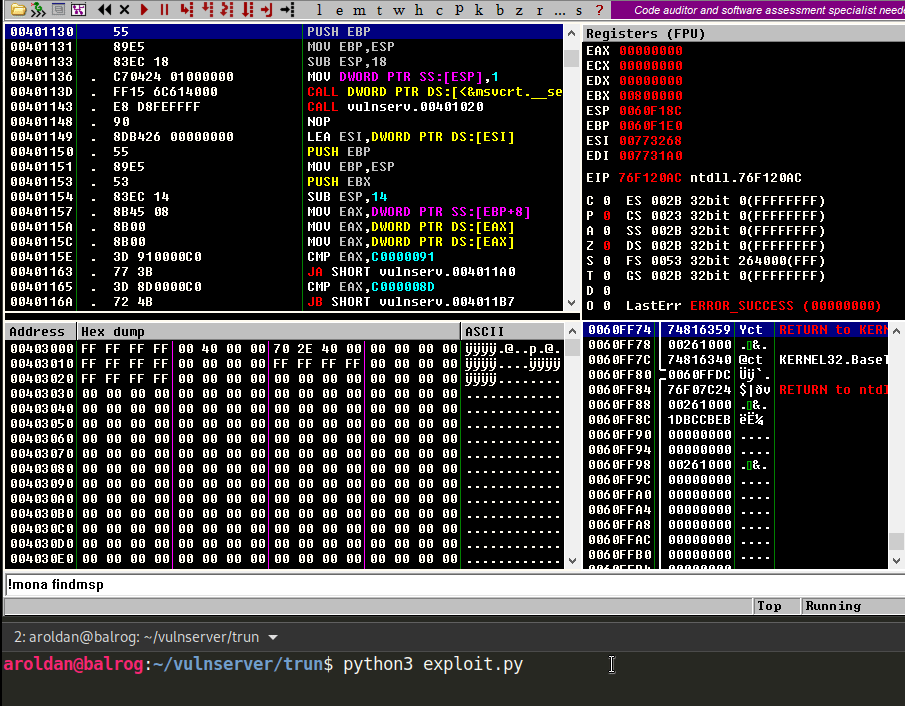 l e m t w h c P k b z r ... s ? Code auditor and software assessment specialist neede
00401130 55 PUSH EBP
00401131 89E5 MOV EBP,ESP
00401133 83EC 18 SUB ESP,18
00401136 . C70424 01000000 MOV DWORD PTR SS:[ESP],1
0040113D . FF15 6C614000 CALL DWORD PTR DS:[<&msvcrt.__se
00401143 . E8 D8FEFFFF CALL vulnserv.00401020
00401148 . 90 NOP
00401149 . 8DB426 00000000 LEA ESI,DWORD PTR DS:[ESI]
00401150 . 55 PUSH EBP
00401151 . 89E5 MOV EBP,ESP
00401153 . 53 PUSH EBX
00401154 . 83EC 14 SUB ESP,14
00401157 . 8B45 08 MOV EAX,DWORD PTR SS:[EBP+8]
0040115A . 8B00 MOV EAX,DWORD PTR DS:[EAX]
0040115C . 8B00 MOV EAX,DWORD PTR DS:[EAX]
0040115E . 3D 910000C0 CMP EAX,C0000091
00401163 . 77 3B JA SHORT vulnserv.004011A0
00401165 . 3D 8D0000C0 CMP EAX,C000008D
0040116A . 72 4B JB SHORT vulnserv.004011B7
Registers (FPU)
EAX 00000000
ECX 00000000
EDX 00000000
EBX 00800000
ESP 0060F18C
EBP 0060F1E0
ESI 00773268
EDI 007731A0
EIP 76F120AC ntdll.76F120AC
C 0 ES 002B 32bit 0(FFFFFFFF)
P 0 CS 0023 32bit 0(FFFFFFFF)
A 0 SS 002B 32bit 0(FFFFFFFF)
Z 0 DS 002B 32bit 0(FFFFFFFF)
S 0 FS 0053 32bit 264000(FFF)
T 0 GS 002B 32bit 0(FFFFFFFF)
D 0
O 0 LastErr ERROR_SUCCESS (00000000)
Address Hex dump ASCII
00403000 FF FF FF FF 00 40 00 00 70 2E 40 00 00 00 00 00 ÿÿÿÿ.@..p.@.
00403010 FF FF FF FF 00 00 00 00 FF FF FF FF 00 00 00 00 ÿÿÿÿ....ÿÿÿÿ
00403020 FF FF FF FF 00 00 00 00 00 00 00 00 00 00 00 00 ÿÿÿÿ........
00403030 00 00 00 00 00 00 00 00 00 00 00 00 00 00 00 00 ............
00403040 00 00 00 00 00 00 00 00 00 00 00 00 00 00 00 00 ............
00403050 00 00 00 00 00 00 00 00 00 00 00 00 00 00 00 00 ............
00403060 00 00 00 00 00 00 00 00 00 00 00 00 00 00 00 00 ............
00403070 00 00 00 00 00 00 00 00 00 00 00 00 00 00 00 00 ............
00403080 00 00 00 00 00 00 00 00 00 00 00 00 00 00 00 00 ............
00403090 00 00 00 00 00 00 00 00 00 00 00 00 00 00 00 00 ............
004030A0 00 00 00 00 00 00 00 00 00 00 00 00 00 00 00 00 ............
004030B0 00 00 00 00 00 00 00 00 00 00 00 00 00 00 00 00 ............
004030C0 00 00 00 00 00 00 00 00 00 00 00 00 00 00 00 00 ............
004030D0 00 00 00 00 00 00 00 00 00 00 00 00 00 00 00 00 ............
004030E0 00 00 00 00 00 00 00 00 00 00 00 00 00 00 00 00 ............
0060FF74 74816359 Yct RETURN to KERN
0060FF78 00261000 .&.
0060FF7C 74816340 @ct KERNEL32.BaseT
0060FF80 0060FFDC Üÿ`.
0060FF84 76F07C24 $|ðv RETURN to ntdl
0060FF88 00261000 .&.
0060FF8C 1DBCCBEB ëË¼
0060FF90 00000000 ....
0060FF94 00000000 ....
0060FF98 00261000 .&.
0060FF9C 00000000 ....
0060FFA0 00000000 ....
0060FFA4 00000000 ....
0060FFA8 00000000 ....
0060FFAC 00000000 ....
0060FFB0 00000000 ....
!mona findmsp
Top Running
2: aroldan@balrog: ~/vulnserver/trun
aroldan@balrog:~/vulnserver/trun$ python3 exploit.py